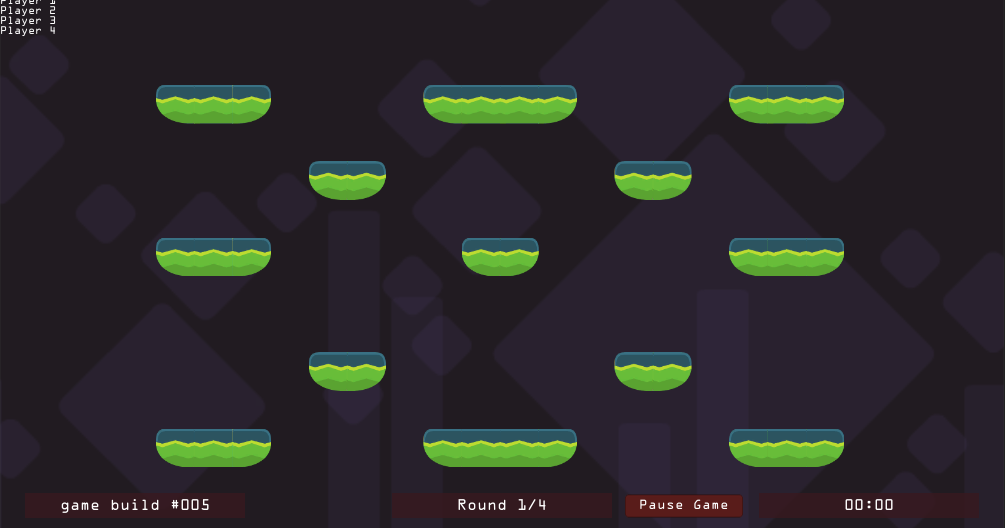 Player 1
Player 2
Player 3
Player 4
game build #005
Round 1/4
Pause Game
00:00